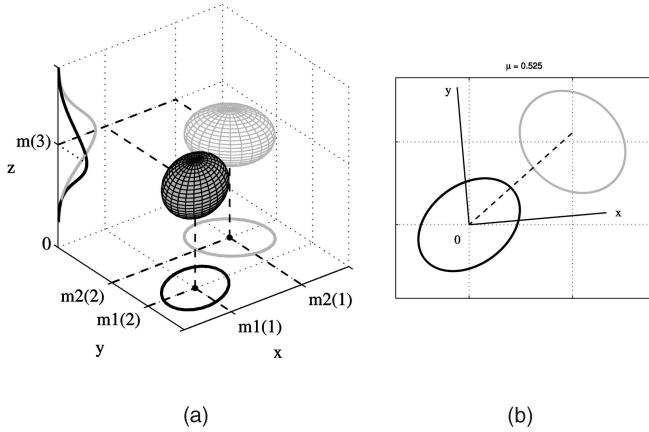 μ = 0.525
m(3)
z
0
m2(2)
m1(2)
y
m1(1)
m2(1)
x
y
x
0
(a)
(b)